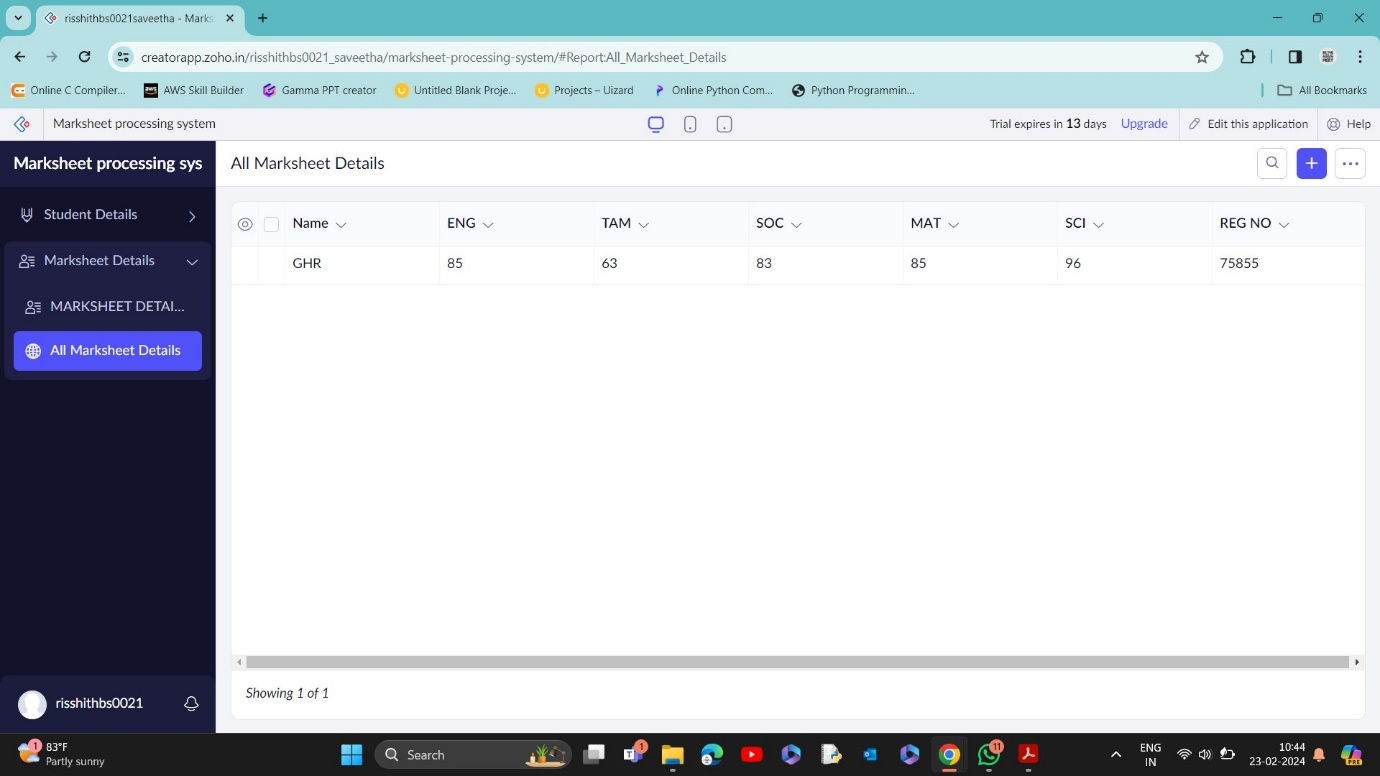 risshithbs0021saveetha - Marks
creatorapp.zoho.in/risshithbs0021_saveetha/marksheet-processing-system/#Report:All_Marksheet_Details
Online C Compiler... AWS Skill Builder Gamma PPT creator Untitled Blank Proje... Projects – Uizard Online Python Com... Python Programmin... All Bookmarks
Marksheet processing system Trial expires in 13 days Upgrade Edit this application Help
Marksheet processing sys All Marksheet Details
Student Details
Marksheet Details
MARKSHEET DETAI...
All Marksheet Details
Name ENG TAM SOC MAT SCI REG NO
GHR 85 63 83 85 96 75855
Showing 1 of 1
risshithbs0021
1 83°F
Partly sunny
Search
1
11
ENG
IN
10:44
23-02-2024
PRE